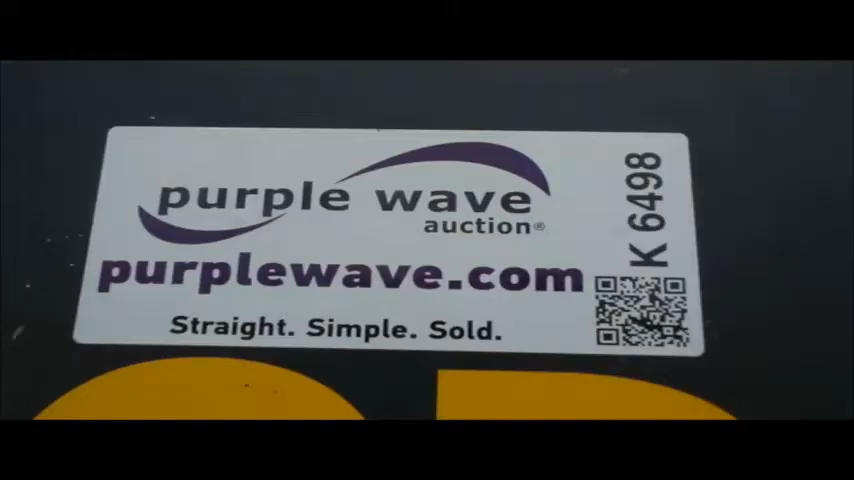 purple wave
auction®
purplewave.com
Straight. Simple. Sold.
K 6498